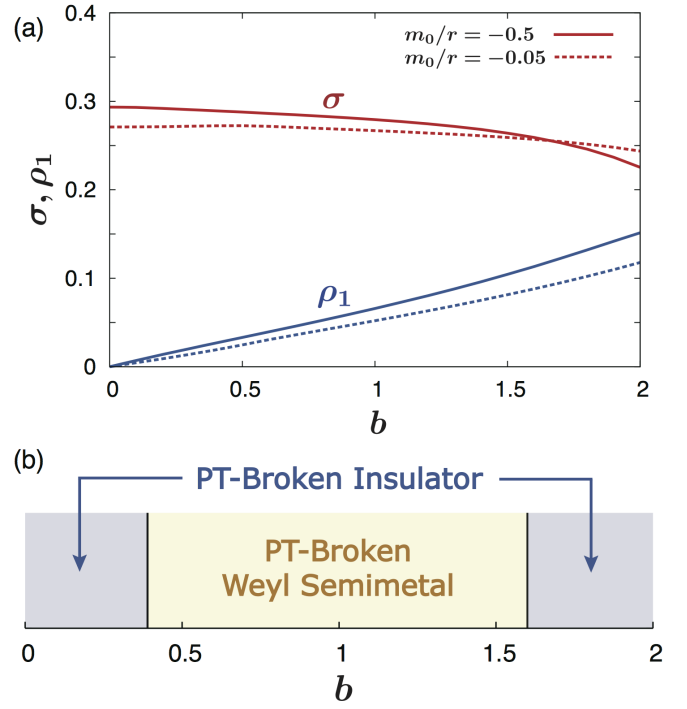 (a)
0.4
0.3
0.2
0.1
0
σ, ρ₁
m₀/r = −0.5
m₀/r = −0.05
σ
ρ₁
0 0.5 1 1.5 2
b
(b)
PT-Broken Insulator
PT-Broken
Weyl Semimetal
0 0.5 1 1.5 2
b